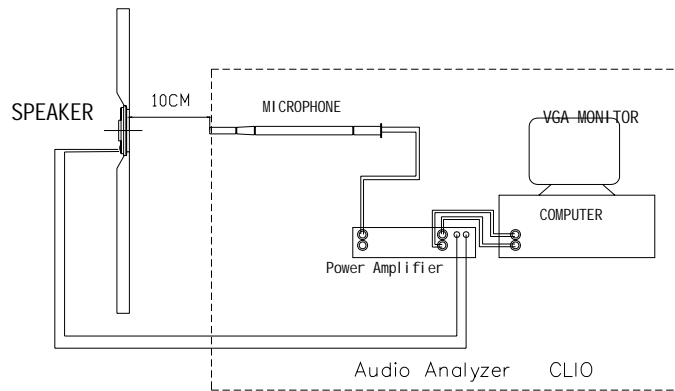 10CM
MICROPHONE
SPEAKER
VGA MONITOR
COMPUTER
Power Amplifier
Audio Analyzer CLIO